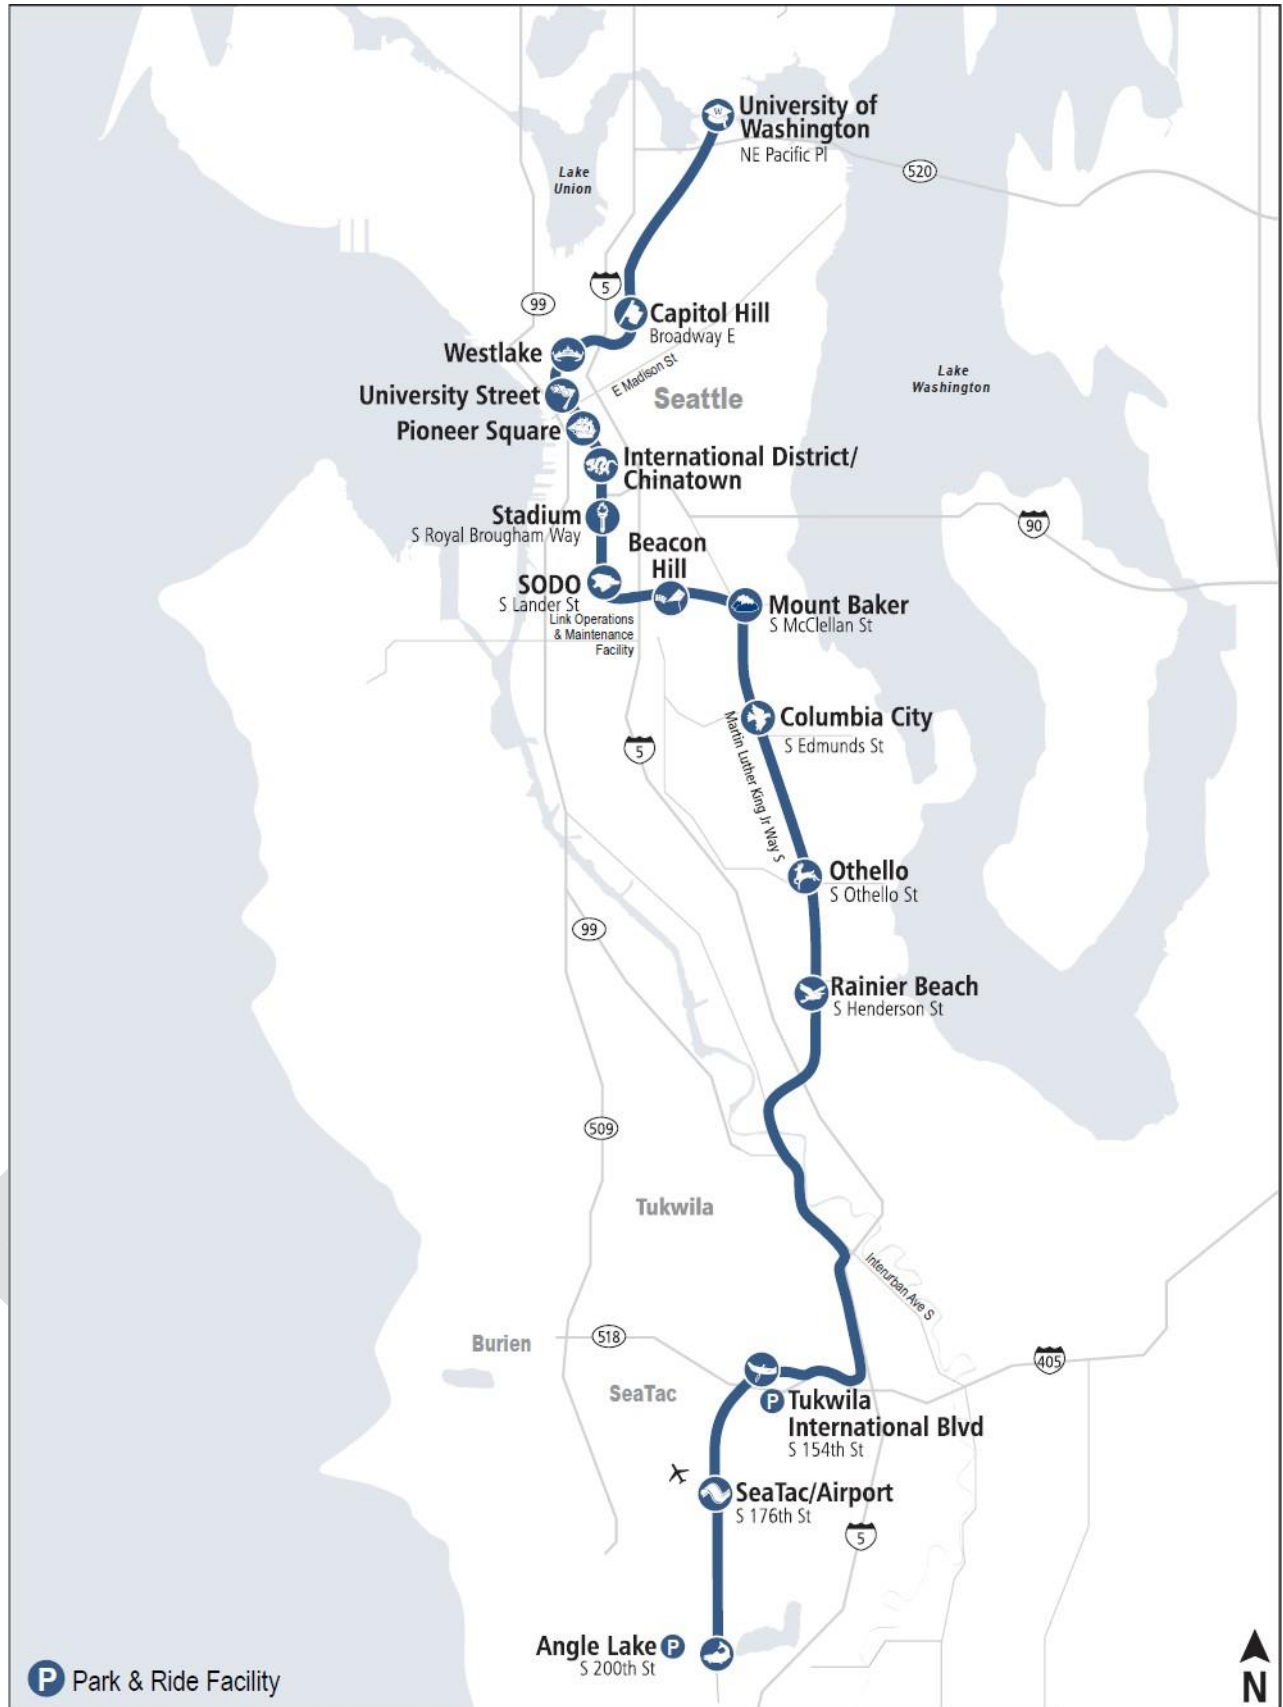 University of
Washington
NE Pacific Pl
520
Lake
Union
5
99
Capitol Hill
Broadway E
Westlake
E Madison St
Lake
Washington
University Street
Seattle
Pioneer Square
International District/
Chinatown
Stadium
S Royal Brougham Way
90
Beacon
Hill
SODO
S Lander St
Link Operations
& Maintenance
Facility
Mount Baker
S McClellan St
Columbia City
S Edmunds St
Martin Luther King Jr Way S
5
Othello
S Othello St
99
Rainier Beach
S Henderson St
509
Tukwila
Interurban Ave S
Burien
518
405
SeaTac
P
Tukwila
International Blvd
S 154th St
SeaTac/Airport
S 176th St
5
Angle Lake P
S 200th St
P Park & Ride Facility
N